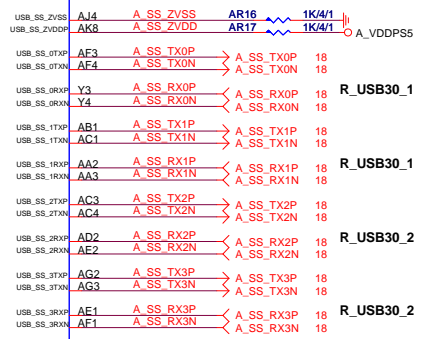 USB_SS_ZVSS AJ4 A_SS_ZVSS AR16 1K/4/1
USB_SS_ZVDDP AK8 A_SS_ZVDD AR17 1K/4/1 A_VDDPS5
USB_SS_0TXP AF3 A_SS_TX0P A_SS_TX0P 18
USB_SS_0TXN AF4 A_SS_TX0N A_SS_TX0N 18
USB_SS_0RXP Y3 A_SS_RX0P A_SS_RX0P 18 R_USB30_1
USB_SS_0RXN Y4 A_SS_RX0N A_SS_RX0N 18
USB_SS_1TXP AB1 A_SS_TX1P A_SS_TX1P 18
USB_SS_1TXN AC1 A_SS_TX1N A_SS_TX1N 18
USB_SS_1RXP AA2 A_SS_RX1P A_SS_RX1P 18 R_USB30_1
USB_SS_1RXN AA3 A_SS_RX1N A_SS_RX1N 18
USB_SS_2TXP AC3 A_SS_TX2P A_SS_TX2P 18
USB_SS_2TXN AC4 A_SS_TX2N A_SS_TX2N 18
USB_SS_2RXP AD2 A_SS_RX2P A_SS_RX2P 18 R_USB30_2
USB_SS_2RXN AE2 A_SS_RX2N A_SS_RX2N 18
USB_SS_3TXP AG2 A_SS_TX3P A_SS_TX3P 18
USB_SS_3TXN AG3 A_SS_TX3N A_SS_TX3N 18
USB_SS_3RXP AE1 A_SS_RX3P A_SS_RX3P 18 R_USB30_2
USB_SS_3RXN AF1 A_SS_RX3N A_SS_RX3N 18